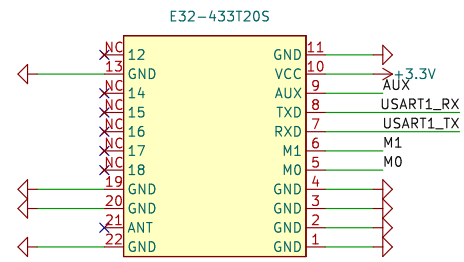 E32-433T20S
NC 12 GND 11
13 GND VCC 10 +3.3V
NC 14 AUX 9 AUX
NC 15 TXD 8 USART1_RX
NC 16 RXD 7 USART1_TX
NC 17 M1 6 M1
NC 18 M0 5 M0
19 GND GND 4
20 GND GND 3
21 ANT GND 2
22 GND GND 1